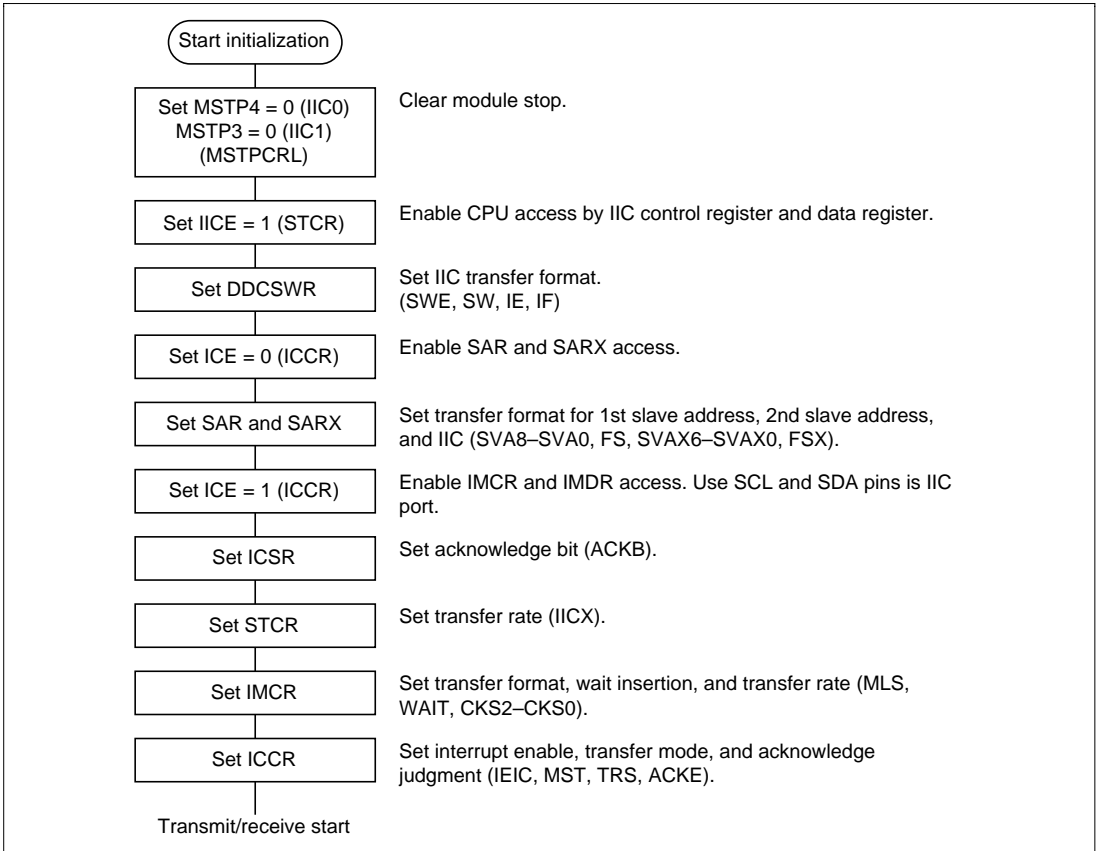 Start initialization
Set MSTP4 = 0 (IIC0)
MSTP3 = 0 (IIC1)
(MSTPCRL)
Clear module stop.
Set IICE = 1 (STCR)
Enable CPU access by IIC control register and data register.
Set DDCSWR
Set IIC transfer format.
(SWE, SW, IE, IF)
Set ICE = 0 (ICCR)
Enable SAR and SARX access.
Set SAR and SARX
Set transfer format for 1st slave address, 2nd slave address,
and IIC (SVA8–SVA0, FS, SVAX6–SVAX0, FSX).
Set ICE = 1 (ICCR)
Enable IMCR and IMDR access. Use SCL and SDA pins is IIC
port.
Set ICSR
Set acknowledge bit (ACKB).
Set STCR
Set transfer rate (IICX).
Set IMCR
Set transfer format, wait insertion, and transfer rate (MLS,
WAIT, CKS2–CKS0).
Set ICCR
Set interrupt enable, transfer mode, and acknowledge
judgment (IEIC, MST, TRS, ACKE).
Transmit/receive start